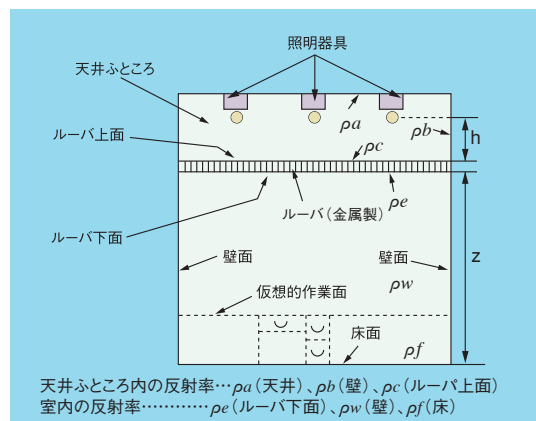 照明器具
天井ふところ
ρa
ρb
h
ルーバ上面
ρc
ρe
ルーバ(金属製)
ルーバ下面
壁面
壁面
z
ρw
仮想的作業面
床面
ρf
天井ふところ内の反射率…ρa(天井)、ρb(壁)、ρc(ルーバ上面)
室内の反射率…………ρe(ルーバ下面)、ρw(壁)、ρf(床)